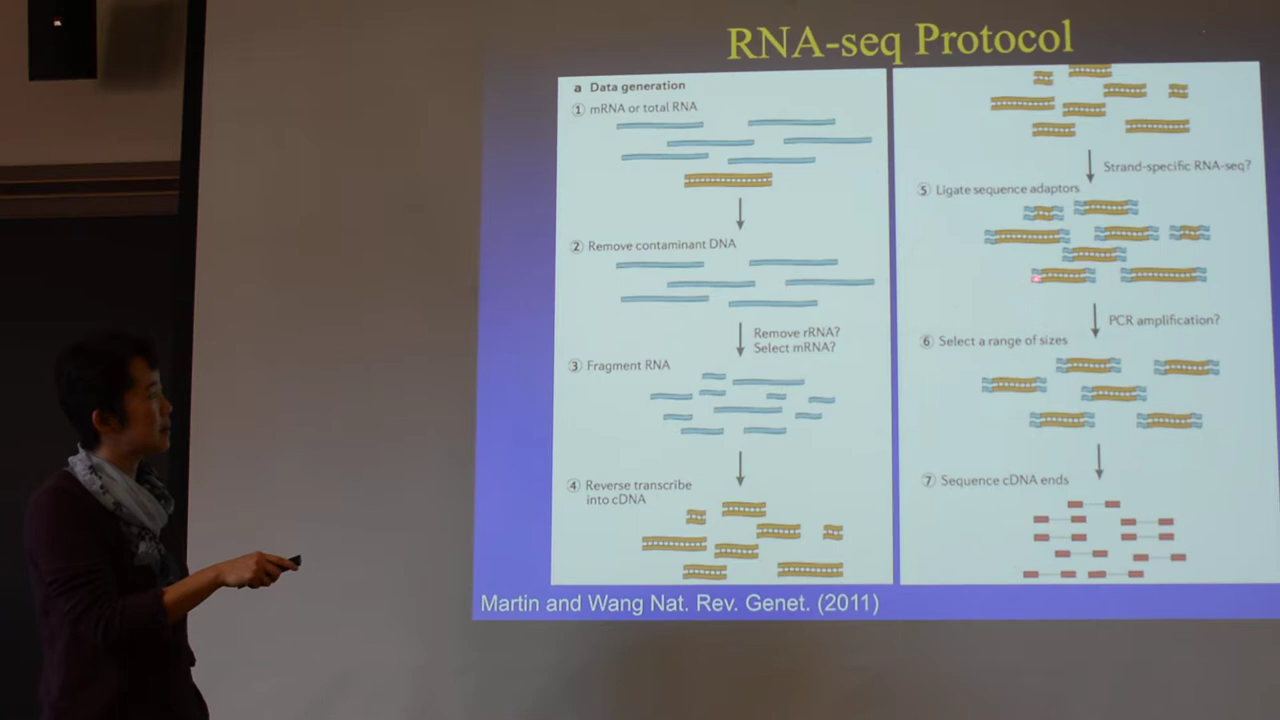 RNA-seq Protocol
a Data generation
① mRNA or total RNA
② Remove contaminant DNA
Remove rRNA?
Select mRNA?
③ Fragment RNA
④ Reverse transcribe
into cDNA
Strand-specific RNA-seq?
⑤ Ligate sequence adaptors
PCR amplification?
⑥ Select a range of sizes
⑦ Sequence cDNA ends
Martin and Wang Nat. Rev. Genet. (2011)